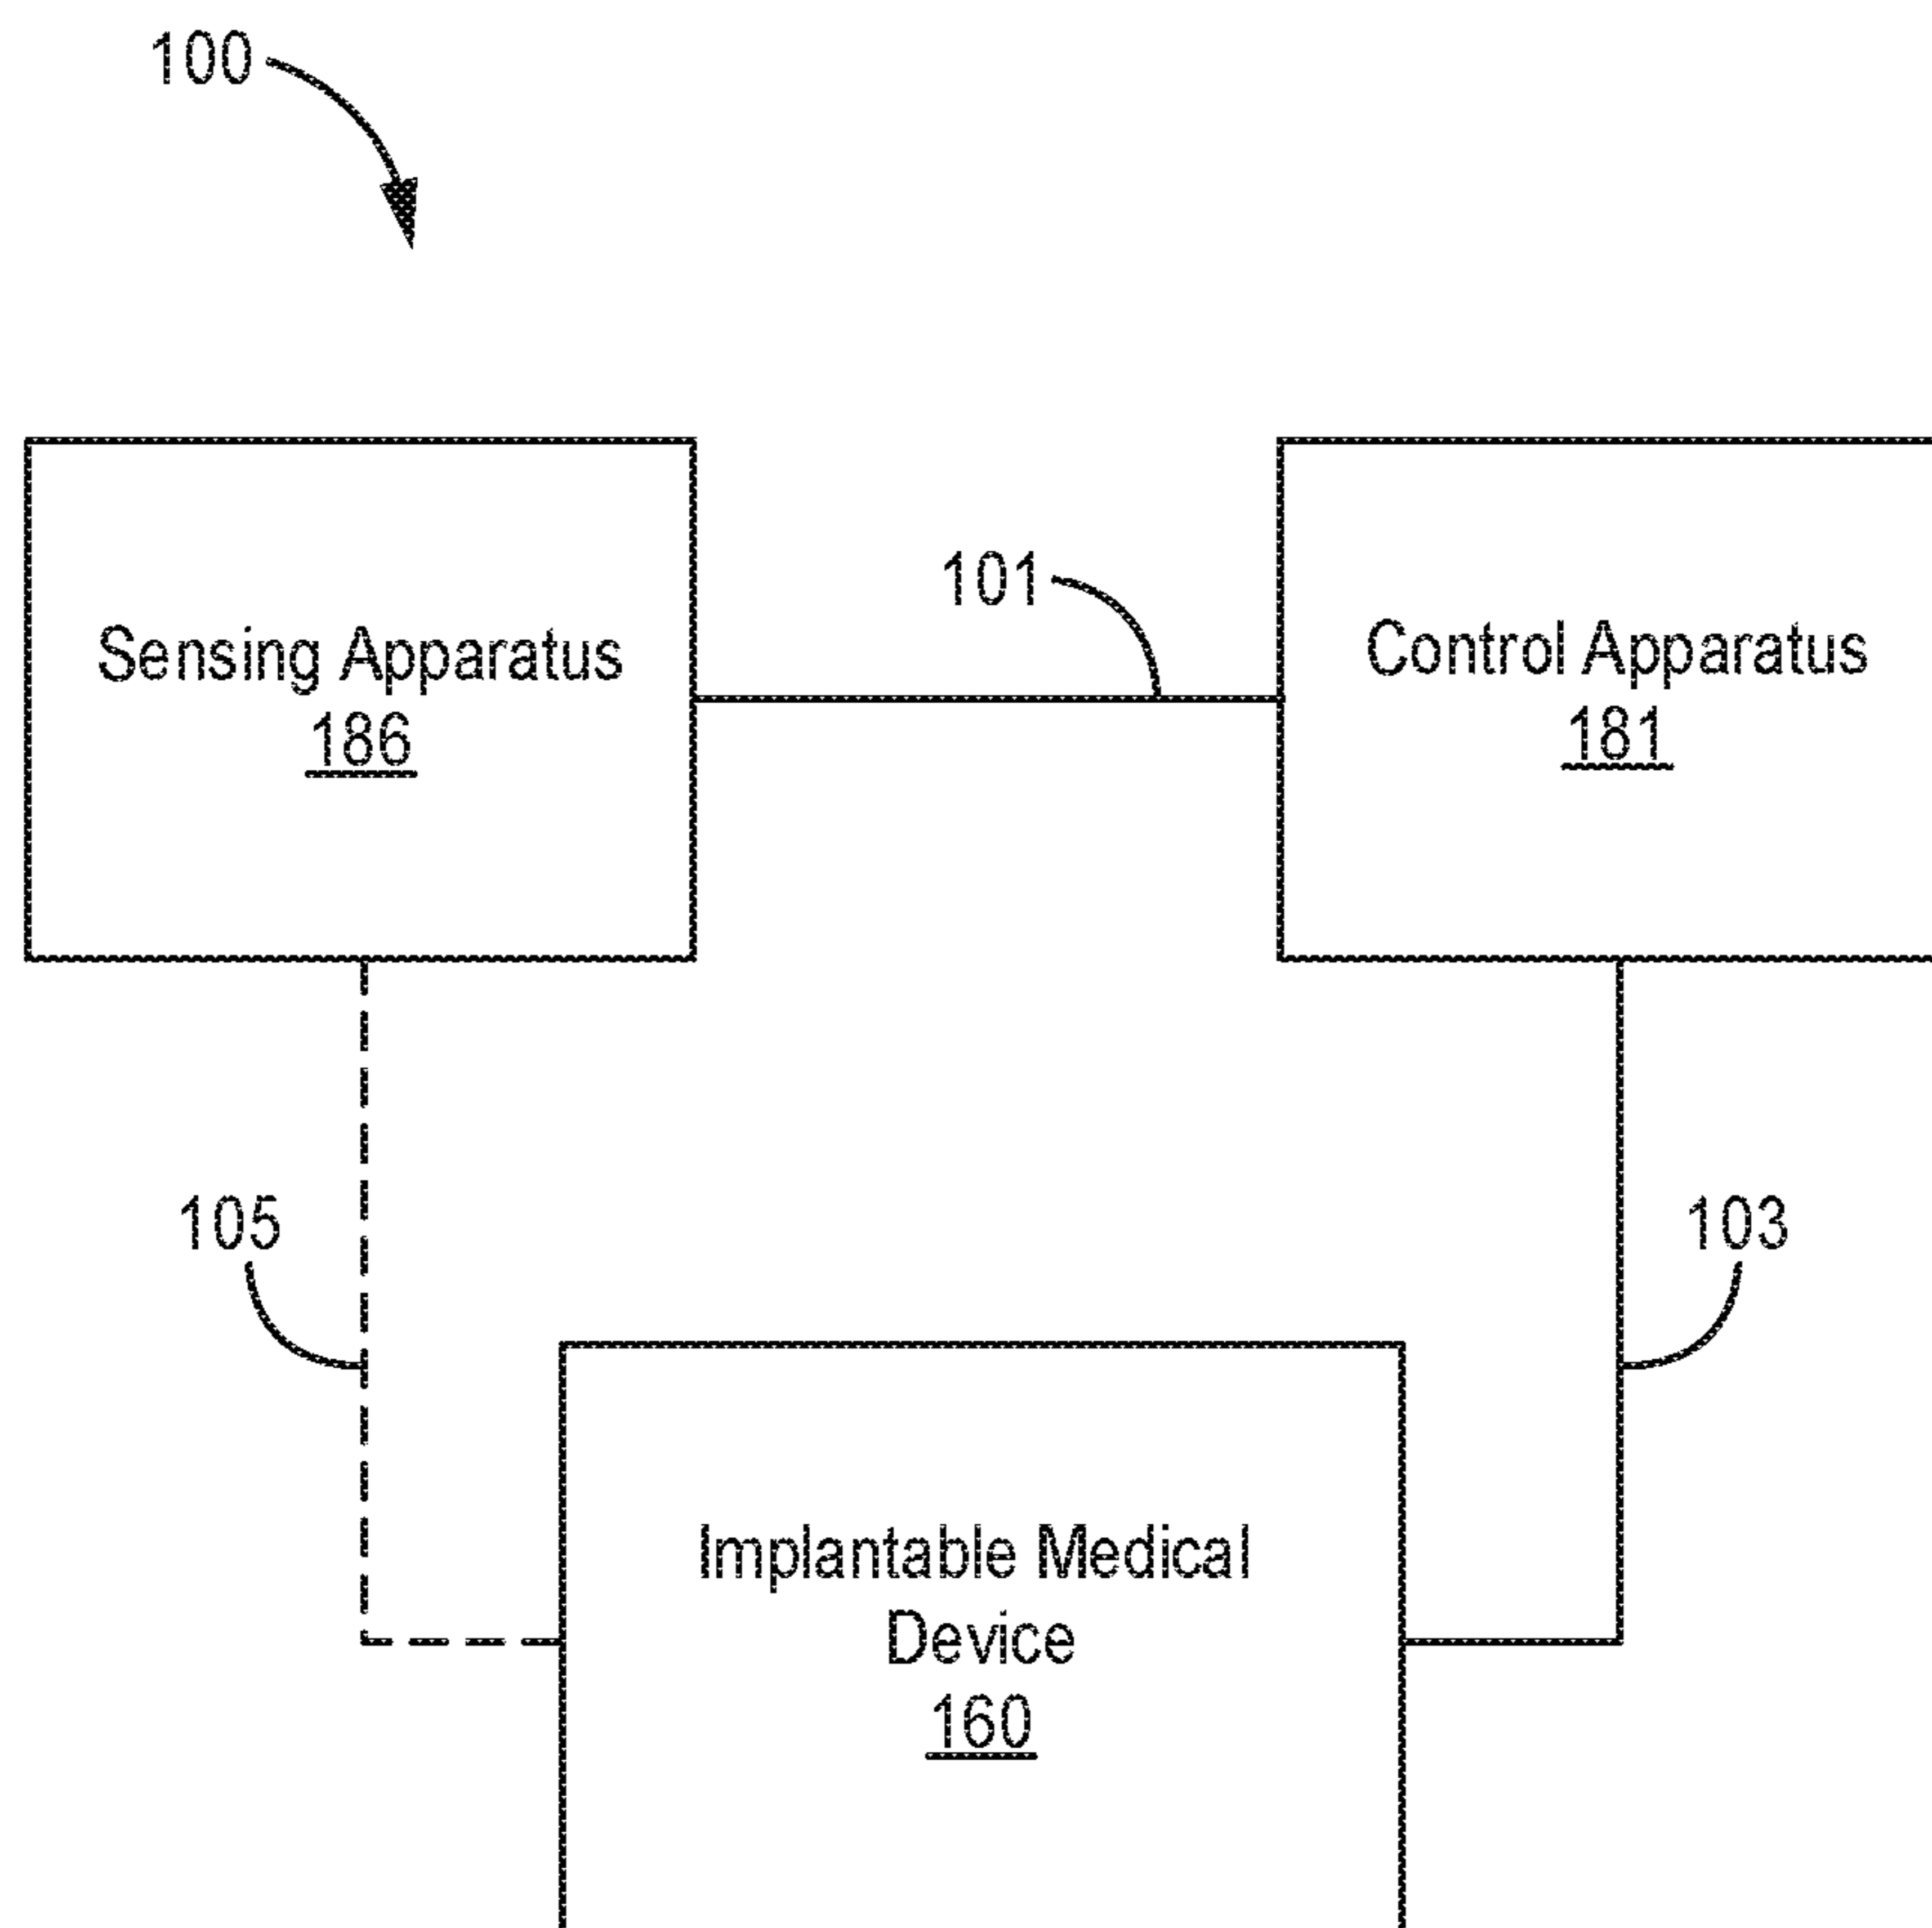 100
101
Sensing Apparatus
186
Control Apparatus
181
105
103
Implantable Medical
Device
160